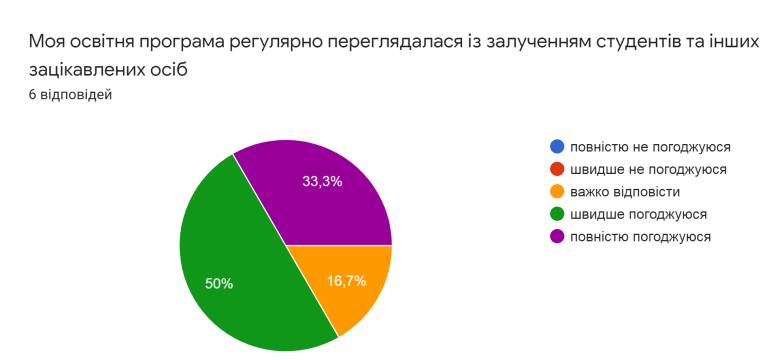 Моя освітня програма регулярно переглядалася із залученням студентів та інших
зацікавлених осіб
6 відповідей
33,3%
50%
16,7%
повністю не погоджуюся
швидше не погоджуюся
важко відповісти
швидше погоджуюся
повністю погоджуюся